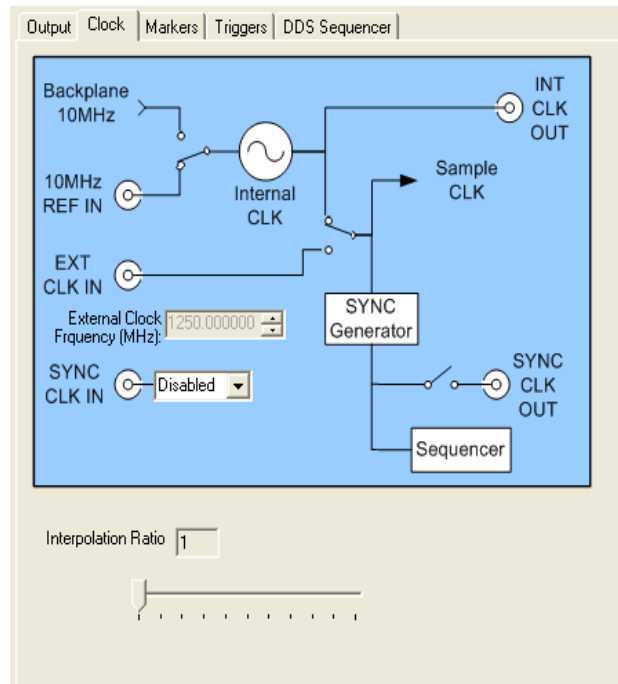 Output Clock Markers Triggers DDS Sequencer
Backplane
10MHz
INT
CLK
OUT
10MHz
REF IN
Internal
CLK
Sample
CLK
EXT
CLK IN
External Clock
Frquency (MHz):
1250.000000
SYNC
Generator
SYNC
CLK IN
Disabled
SYNC
CLK
OUT
Sequencer
Interpolation Ratio 1